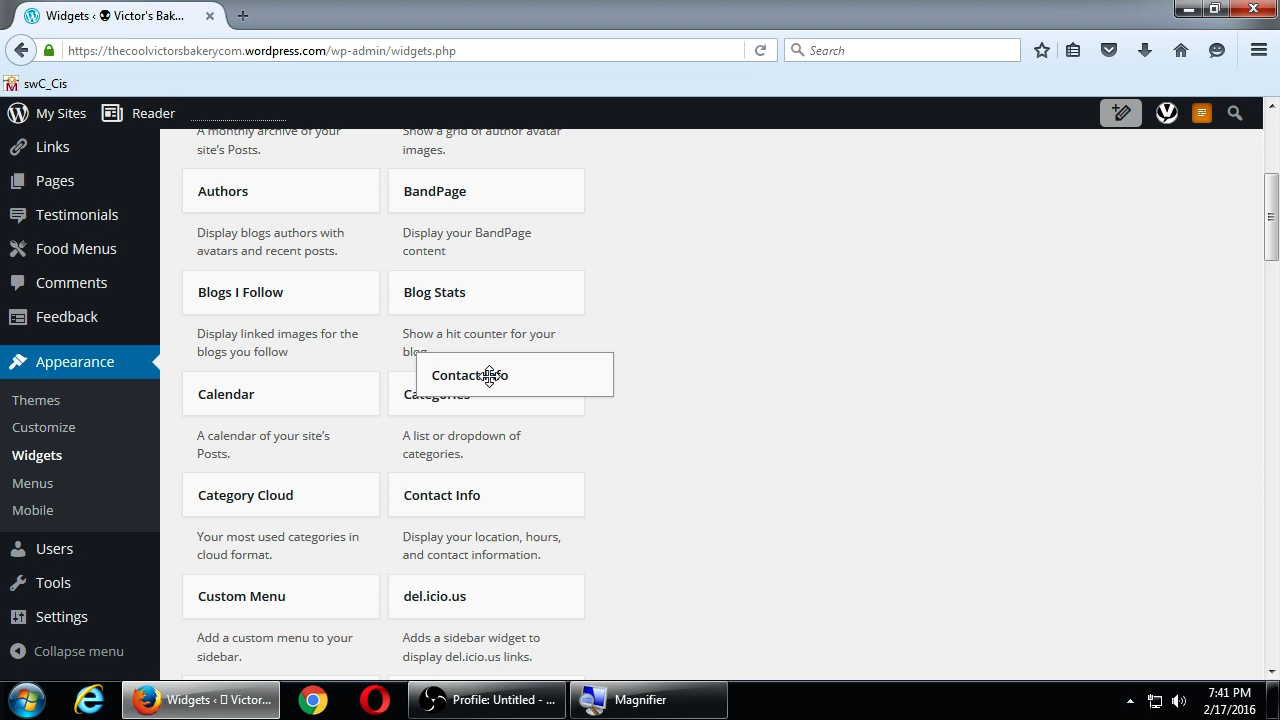 Widgets ‹ Victor's Bak...
https://thecoolvictorsbakerycom.wordpress.com/wp-admin/widgets.php
Search
swC_Cis
My Sites
Reader
Links
Pages
Testimonials
Food Menus
Comments
Feedback
Appearance
Themes
Customize
Widgets
Menus
Mobile
Users
Tools
Settings
Collapse menu
A monthly archive of your
site's Posts.
Show a grid of author avatar
images.
Authors
BandPage
Display blogs authors with
avatars and recent posts.
Display your BandPage
content
Blogs I Follow
Blog Stats
Display linked images for the
blogs you follow
Show a hit counter for your
blog.
Contact Info
Calendar
Categories
A calendar of your site's
Posts.
A list or dropdown of
categories.
Category Cloud
Contact Info
Your most used categories in
cloud format.
Display your location, hours,
and contact information.
Custom Menu
del.icio.us
Add a custom menu to your
sidebar.
Adds a sidebar widget to
display del.icio.us links.
Widgets ‹ Victor...
Profile: Untitled - ...
Magnifier
7:41 PM
2/17/2016